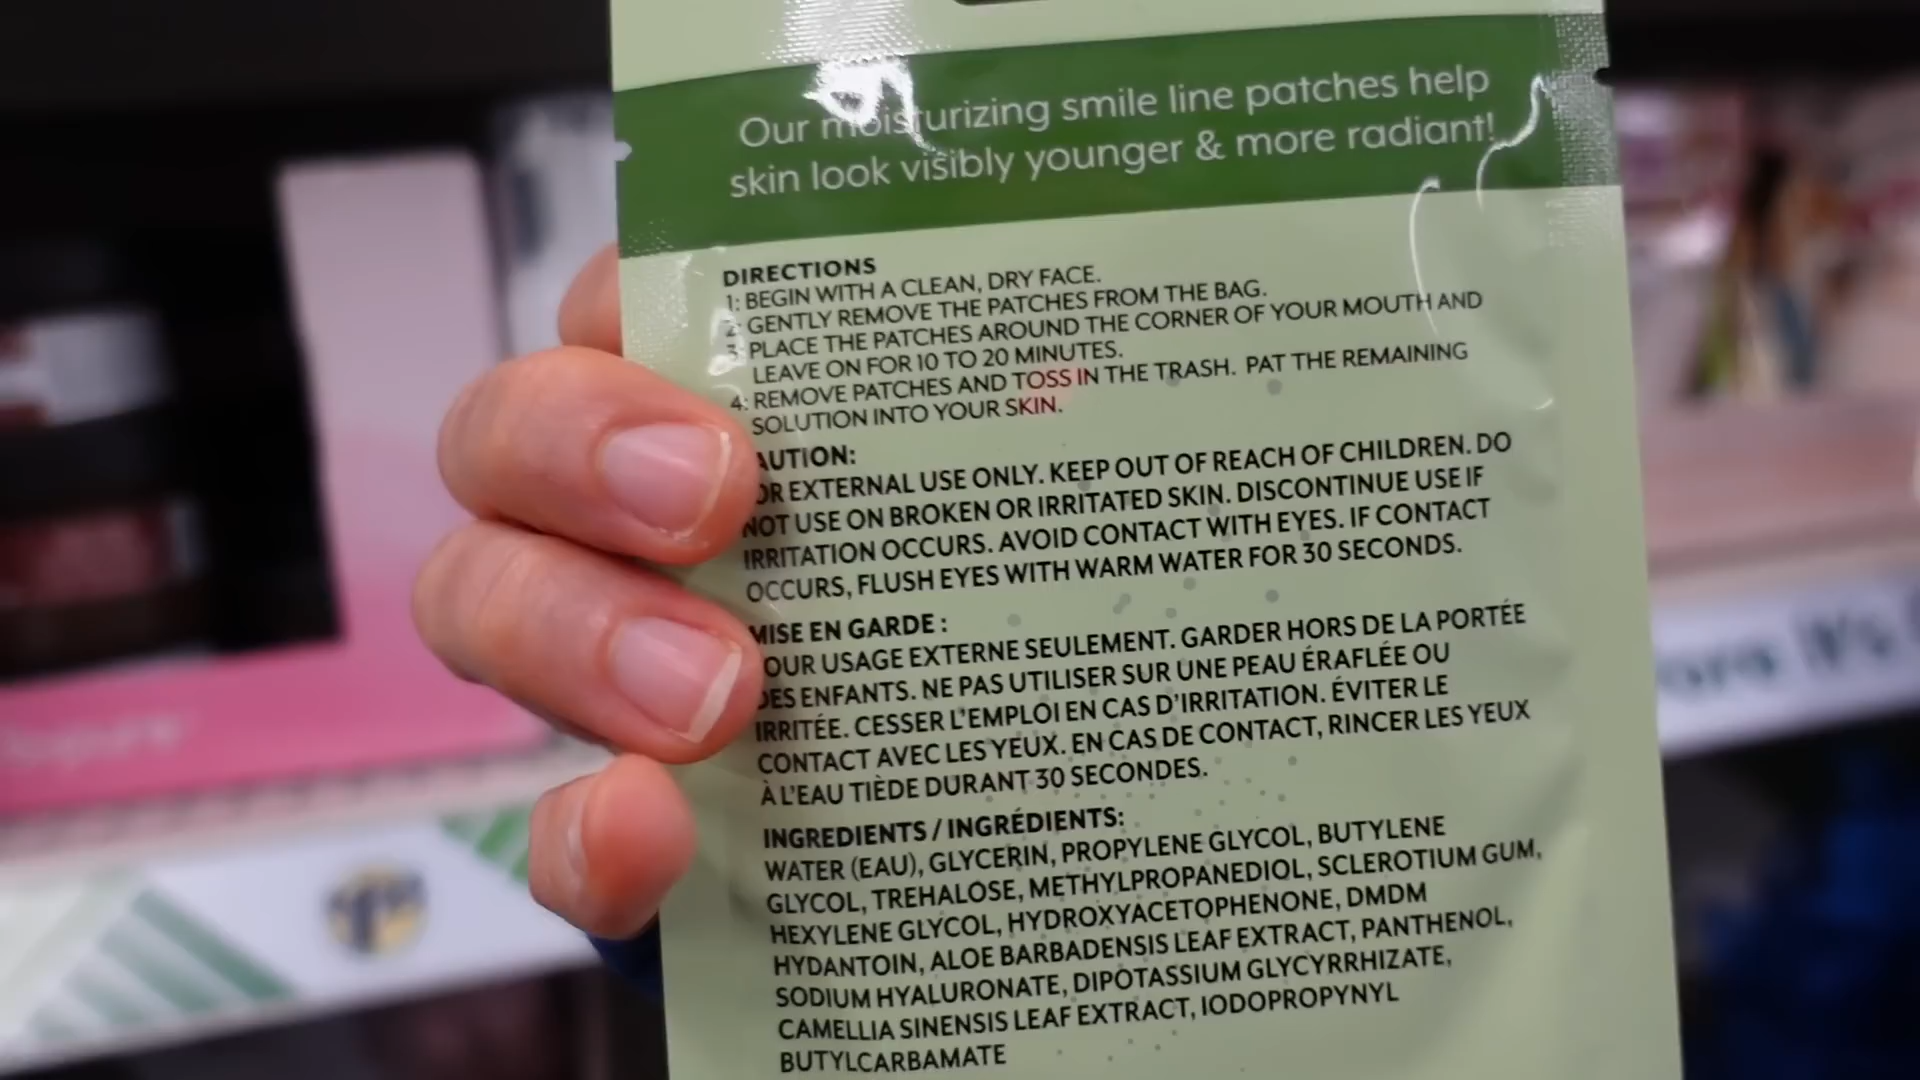 Our moisturizing smile line patches help
skin look visibly younger & more radiant!
DIRECTIONS
1: BEGIN WITH A CLEAN, DRY FACE.
2: GENTLY REMOVE THE PATCHES FROM THE BAG.
3: PLACE THE PATCHES AROUND THE CORNER OF YOUR MOUTH AND
LEAVE ON FOR 10 TO 20 MINUTES.
4: REMOVE PATCHES AND TOSS IN THE TRASH. PAT THE REMAINING
SOLUTION INTO YOUR SKIN.
AUTION:
OR EXTERNAL USE ONLY. KEEP OUT OF REACH OF CHILDREN. DO
NOT USE ON BROKEN OR IRRITATED SKIN. DISCONTINUE USE IF
IRRITATION OCCURS. AVOID CONTACT WITH EYES. IF CONTACT
OCCURS, FLUSH EYES WITH WARM WATER FOR 30 SECONDS.
MISE EN GARDE :
OUR USAGE EXTERNE SEULEMENT. GARDER HORS DE LA PORTÉE
DES ENFANTS. NE PAS UTILISER SUR UNE PEAU ÉRAFLÉE OU
IRRITÉE. CESSER L'EMPLOI EN CAS D'IRRITATION. ÉVITER LE
CONTACT AVEC LES YEUX. EN CAS DE CONTACT, RINCER LES YEUX
À L'EAU TIÈDE DURANT 30 SECONDES.
INGREDIENTS / INGRÉDIENTS:
WATER (EAU), GLYCERIN, PROPYLENE GLYCOL, BUTYLENE
GLYCOL, TREHALOSE, METHYLPROPANEDIOL, SCLEROTIUM GUM,
HEXYLENE GLYCOL, HYDROXYACETOPHENONE, DMDM
HYDANTOIN, ALOE BARBADENSIS LEAF EXTRACT, PANTHENOL,
SODIUM HYALURONATE, DIPOTASSIUM GLYCYRRHIZATE,
CAMELLIA SINENSIS LEAF EXTRACT, IODOPROPYNYL
BUTYLCARBAMATE